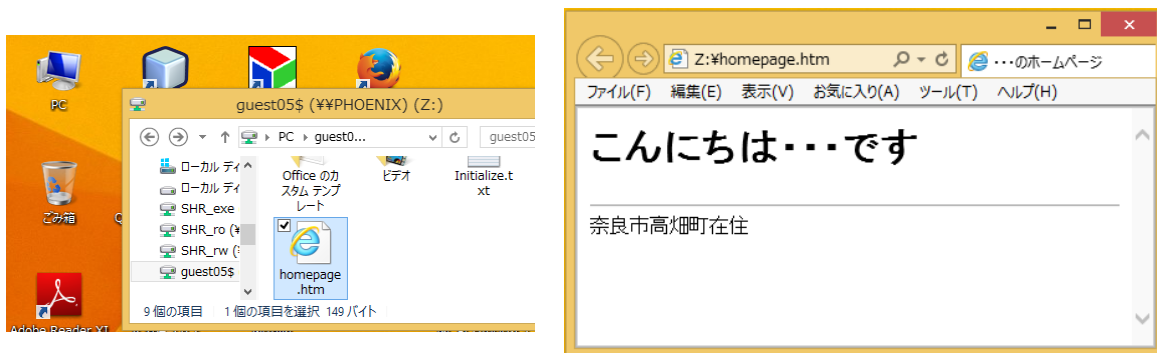 PC
ごみ箱
Adobe Reader XI
guest05$ (¥¥PHOENIX) (Z:)
PC guest0...
guest05
ローカル ディ
ローカル ディ
SHR_exe
SHR_ro (¥
SHR_rw (
guest05$
Office のカ
スタム テンプ
レート
ビデオ
Initialize.t
xt
homepage
.htm
9 個の項目 1 個の項目を選択 149 バイト
Z:¥homepage.htm
・・・のホームページ
ファイル(F) 編集(E) 表示(V) お気に入り(A) ツール(T) ヘルプ(H)
こんにちは・・・です
奈良市高畑町在住